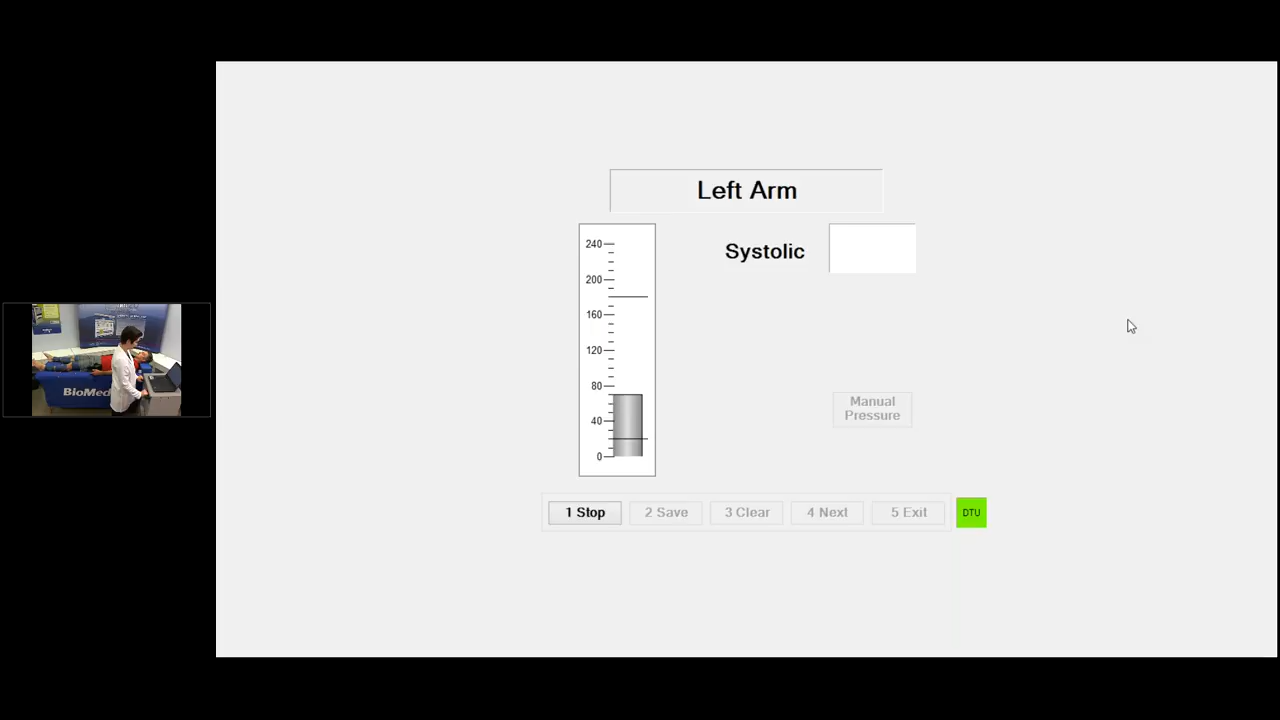 Left Arm
Systolic
240
200
160
120
80
40
0
Manual
Pressure
1 Stop
2 Save
3 Clear
4 Next
5 Exit
DTU
BioMed